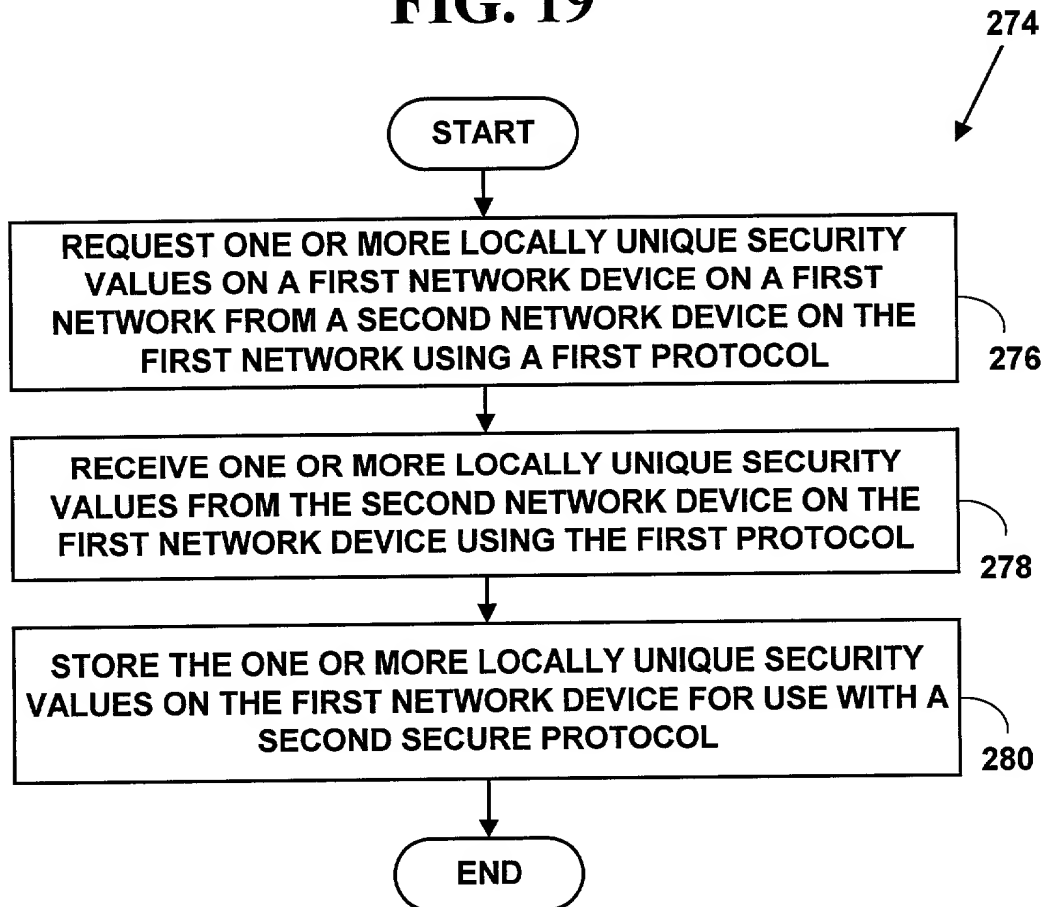 FIG. 19
274
START
REQUEST ONE OR MORE LOCALLY UNIQUE SECURITY
VALUES ON A FIRST NETWORK DEVICE ON A FIRST
NETWORK FROM A SECOND NETWORK DEVICE ON THE
FIRST NETWORK USING A FIRST PROTOCOL
276
RECEIVE ONE OR MORE LOCALLY UNIQUE SECURITY
VALUES FROM THE SECOND NETWORK DEVICE ON THE
FIRST NETWORK DEVICE USING THE FIRST PROTOCOL
278
STORE THE ONE OR MORE LOCALLY UNIQUE SECURITY
VALUES ON THE FIRST NETWORK DEVICE FOR USE WITH A
SECOND SECURE PROTOCOL
280
END